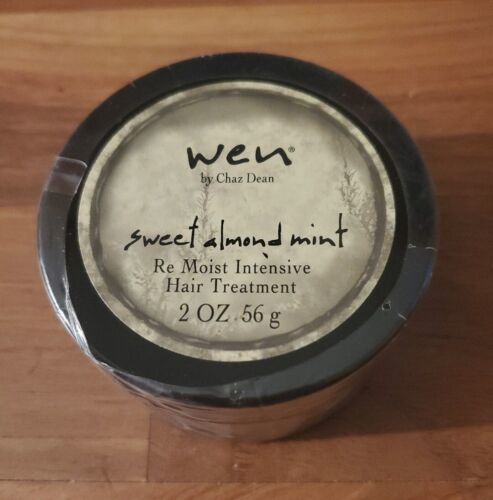 wen®
by Chaz Dean
sweet almond mint
Re Moist Intensive
Hair Treatment
2 OZ 56 g